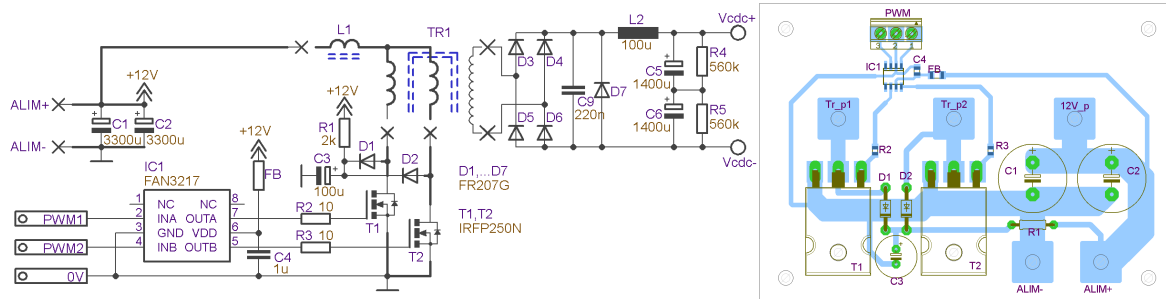 ALIM+
ALIM-
+12V
C1
3300u
C2
3300u
L1
TR1
+12V
R1
2k
C3
100u
D1
D2
+12V
FB
IC1
FAN3217
1 NC
2 INA
3 GND
4 INB
NC 8
OUTA 7
VDD 6
OUTB 5
PWM1
PWM2
0V
R2 10
R3 10
C4
1u
T1
T2
D3
D4
D5
D6
D1,...D7
FR207G
T1,T2
IRFP250N
C9
220n
D7
L2
100u
C5
1400u
C6
1400u
R4
560k
R5
560k
Vcdc+
Vcdc-
PWM
3 2 1
IC1
C4
FB
Tr_p1
Tr_p2
12V_p
R2
R3
D1
D2
C1
C2
R1
T1
C3
T2
ALIM-
ALIM+